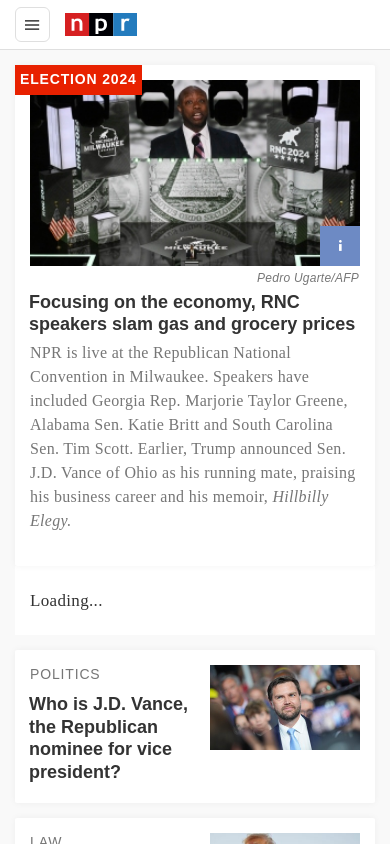 npr
ELECTION 2024
MILWAUKEE
RNC 2024
MILWAUKEE
Pedro Ugarte/AFP
Focusing on the economy, RNC
speakers slam gas and grocery prices
NPR is live at the Republican National
Convention in Milwaukee. Speakers have
included Georgia Rep. Marjorie Taylor Greene,
Alabama Sen. Katie Britt and South Carolina
Sen. Tim Scott. Earlier, Trump announced Sen.
J.D. Vance of Ohio as his running mate, praising
his business career and his memoir, Hillbilly
Elegy.
Loading...
POLITICS
Who is J.D. Vance,
the Republican
nominee for vice
president?
LAW